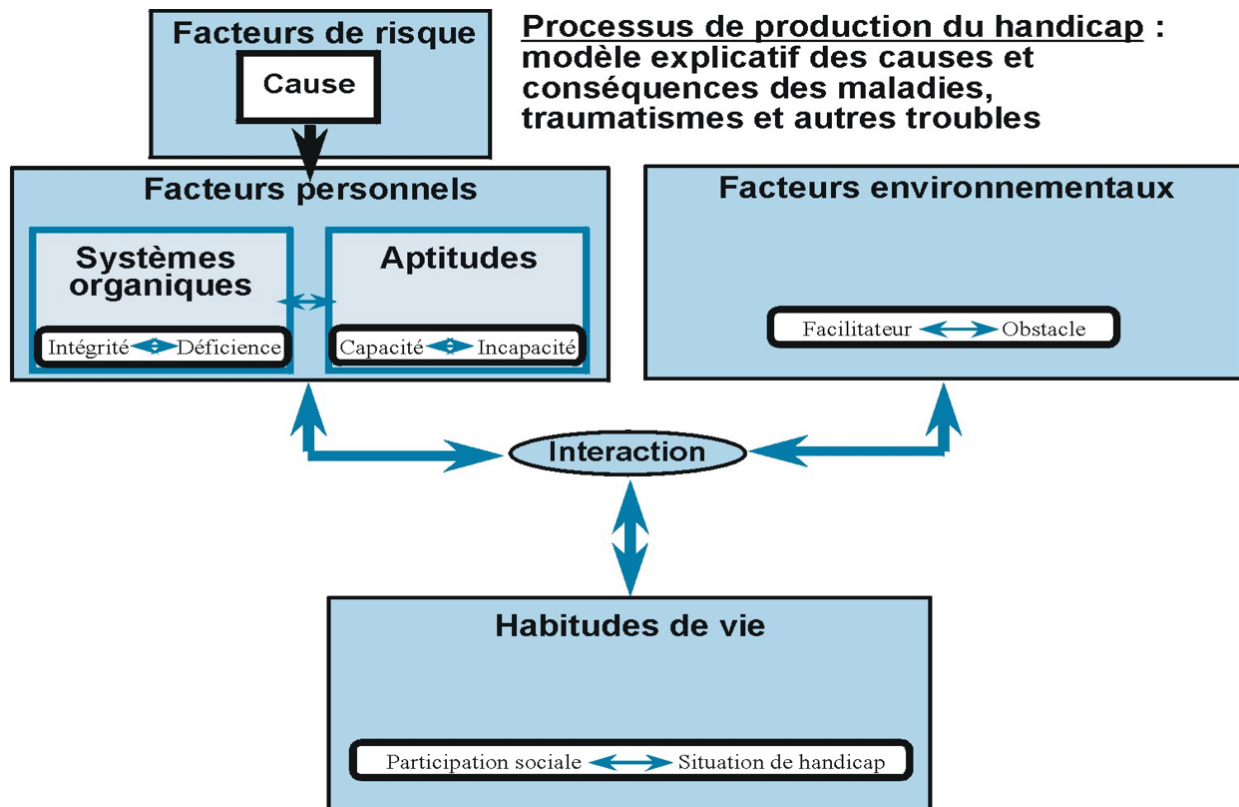 Facteurs de risque
Cause
Processus de production du handicap :
modèle explicatif des causes et
conséquences des maladies,
traumatismes et autres troubles
Facteurs personnels
Systèmes
organiques
Intégrité Déficience
Aptitudes
Capacité Incapacité
Facteurs environnementaux
Facilitateur Obstacle
Interaction
Habitudes de vie
Participation sociale Situation de handicap